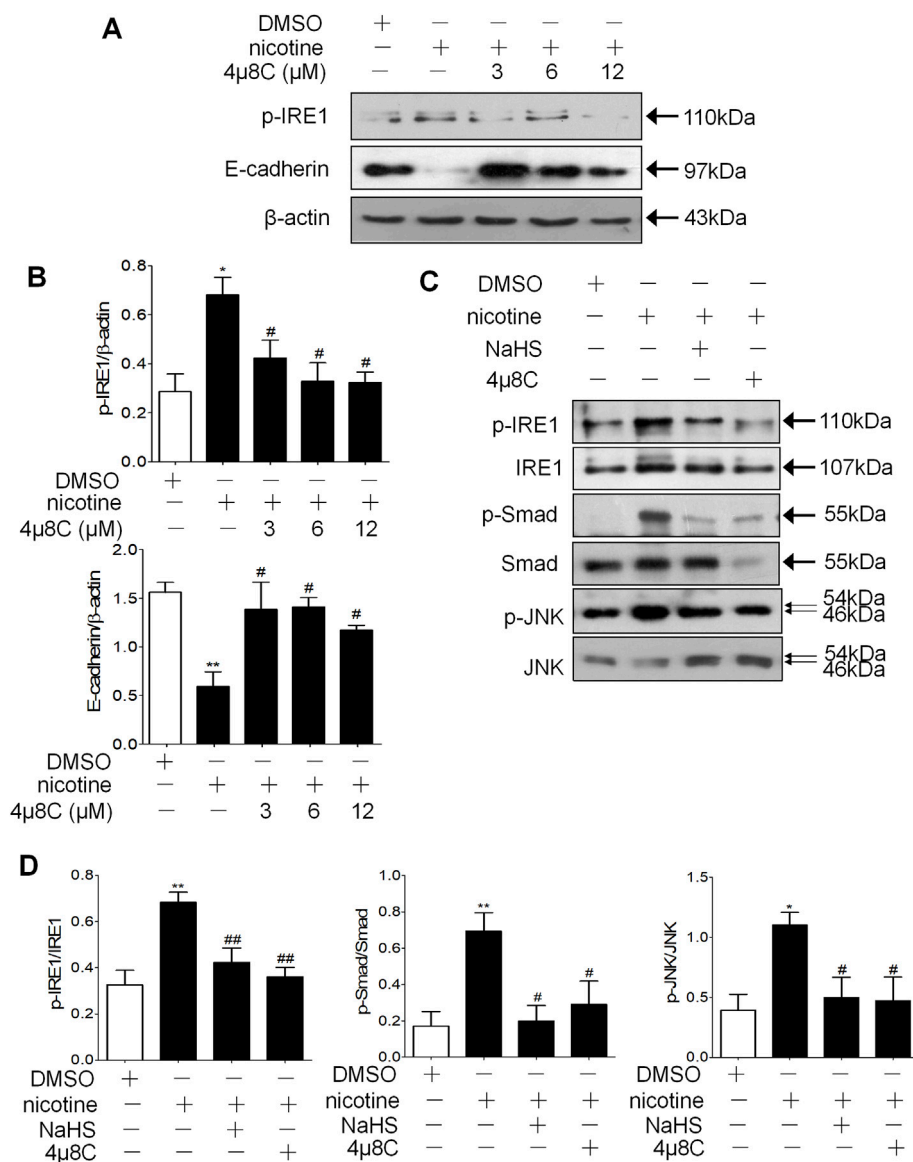 A
DMSO + − − − −
nicotine − + + + +
4µ8C (µM) − − 3 6 12
p-IRE1 110kDa
E-cadherin 97kDa
β-actin 43kDa
B
p-IRE1/β-actin
0.8
0.6
0.4
0.2
0.0
* # # #
DMSO + − − − −
nicotine − + + + +
4µ8C (µM) − − 3 6 12
E-cadherin/β-actin
2.0
1.5
1.0
0.5
0.0
** # # #
DMSO + − − − −
nicotine − + + + +
4µ8C (µM) − − 3 6 12
C
DMSO + − − −
nicotine − + + +
NaHS − − + −
4µ8C − − − +
p-IRE1 110kDa
IRE1 107kDa
p-Smad 55kDa
Smad 55kDa
p-JNK 54kDa
46kDa
JNK 54kDa
46kDa
D
p-IRE1/IRE1
0.8
0.6
0.4
0.2
0.0
** ## ##
DMSO + − − −
nicotine − + + +
NaHS − − + −
4µ8C − − − +
p-Smad/Smad
1.0
0.8
0.6
0.4
0.2
0.0
** # #
DMSO + − − −
nicotine − + + +
NaHS − − + −
4µ8C − − − +
p-JNK/JNK
1.5
1.0
0.5
0.0
* # #
DMSO + − − −
nicotine − + + +
NaHS − − + −
4µ8C − − − +